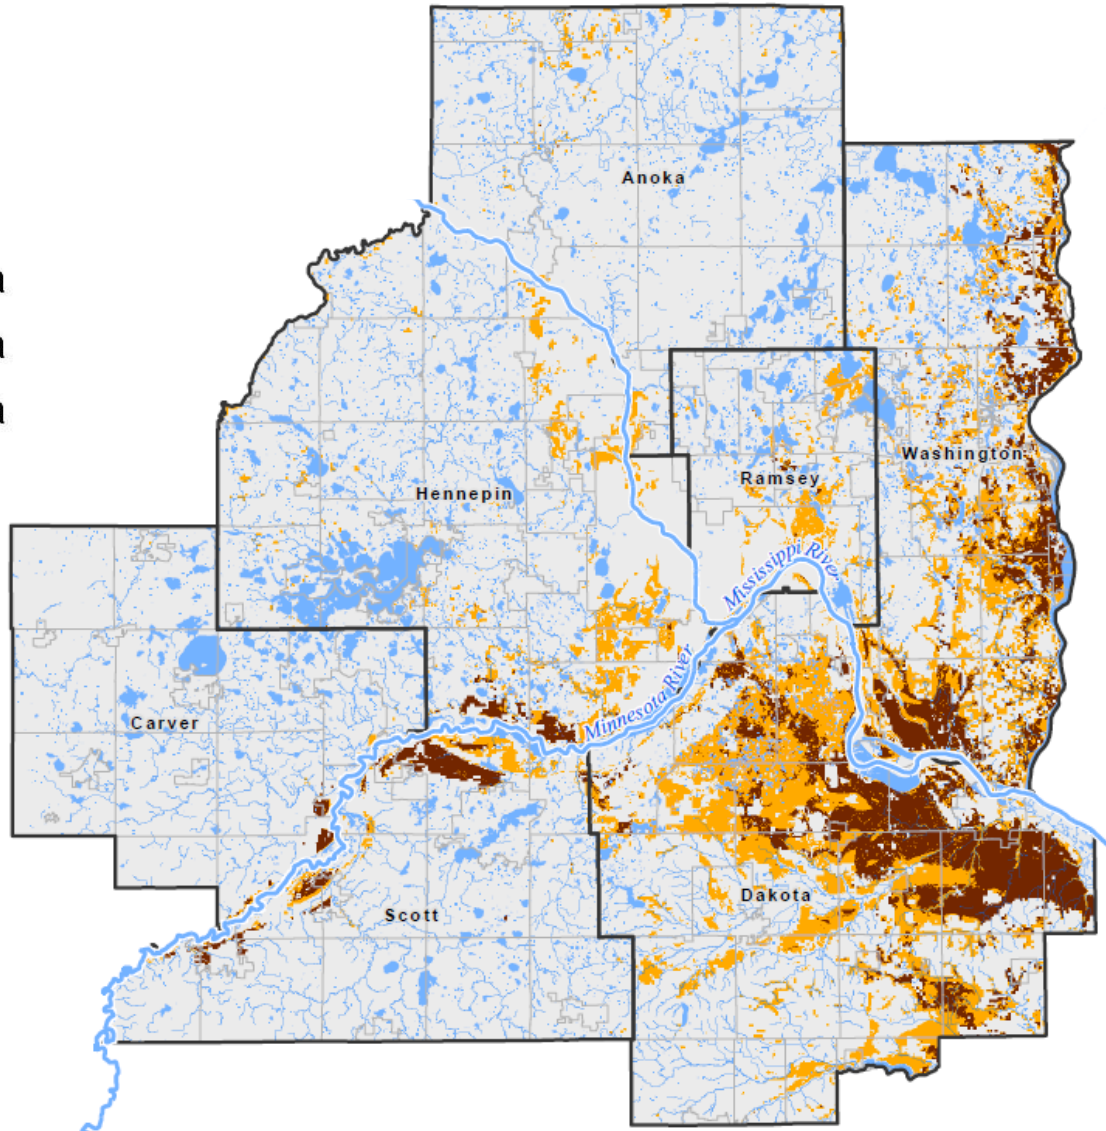 Anoka
a
a
a
Washington
Ramsey
Hennepin
Mississippi River
Minnesota River
Carver
Dakota
Scott